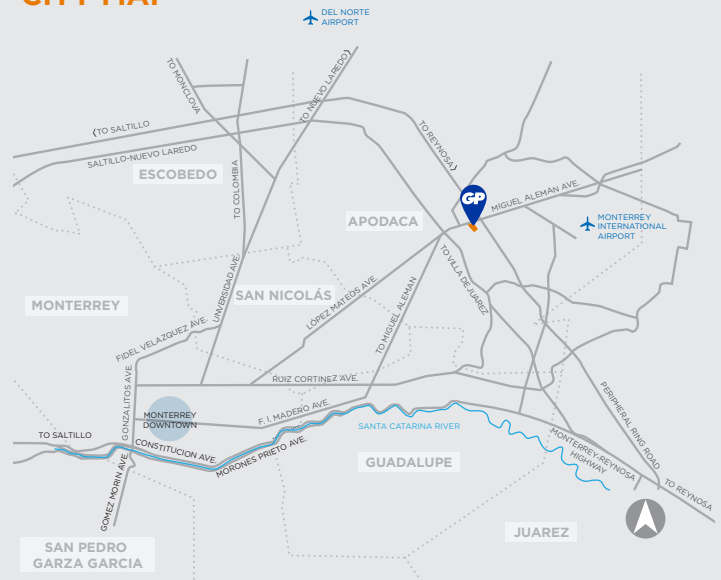 CITY MAP
DEL NORTE
AIRPORT
TO MONCLOVA
TO NUEVO LAREDO⟩
⟨TO SALTILLO
SALTILLO-NUEVO LAREDO
TO REYNOSA⟩
ESCOBEDO
TO COLOMBIA
GP
MIGUEL ALEMAN AVE.
APODACA
MONTERREY
INTERNATIONAL
AIRPORT
TO VILLA DE JUAREZ
UNVERSIDAD AVE.
SAN NICOLÁS
LÓPEZ MATEOS AVE.
TO MIGUEL ALEMAN
MONTERREY
FIDEL VELAZQUEZ AVE.
RUIZ CORTINEZ AVE.
GONZALITOS AVE.
MONTERREY
DOWNTOWN
F. I. MADERO AVE.
PERIPHERAL RING ROAD
SANTA CATARINA RIVER
TO SALTILLO
CONSTITUCION AVE.
MORONES PRIETO AVE.
MONTERREY-REYNOSA
HIGHWAY
GUADALUPE
GOMEZ MORIN AVE.
TO REYNOSA
JUAREZ
SAN PEDRO
GARZA GARCIA